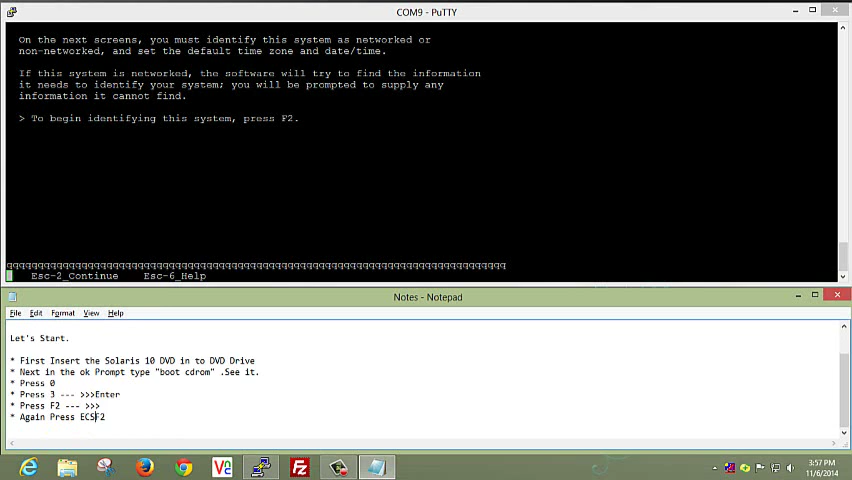 COM9 - PuTTY
On the next screens, you must identify this system as networked or
non-networked, and set the default time zone and date/time.
If this system is networked, the software will try to find the information
it needs to identify your system; you will be prompted to supply any
information it cannot find.
> To begin identifying this system, press F2.
qqqqqqqqqqqqqqqqqqqqqqqqqqqqqqqqqqqqqqqqqqqqqqqqqqqqqqqqqqqqqqqqqqqqqqqqqqqqqqqq
Esc-2_Continue Esc-6_Help
Notes - Notepad
File Edit Format View Help
Let's Start.
* First Insert the Solaris 10 DVD in to DVD Drive
* Next in the ok Prompt type "boot cdrom" .See it.
* Press 0
* Press 3 --- >>>Enter
* Press F2 --- >>>
* Again Press ECSF2
3:57 PM
11/6/2014